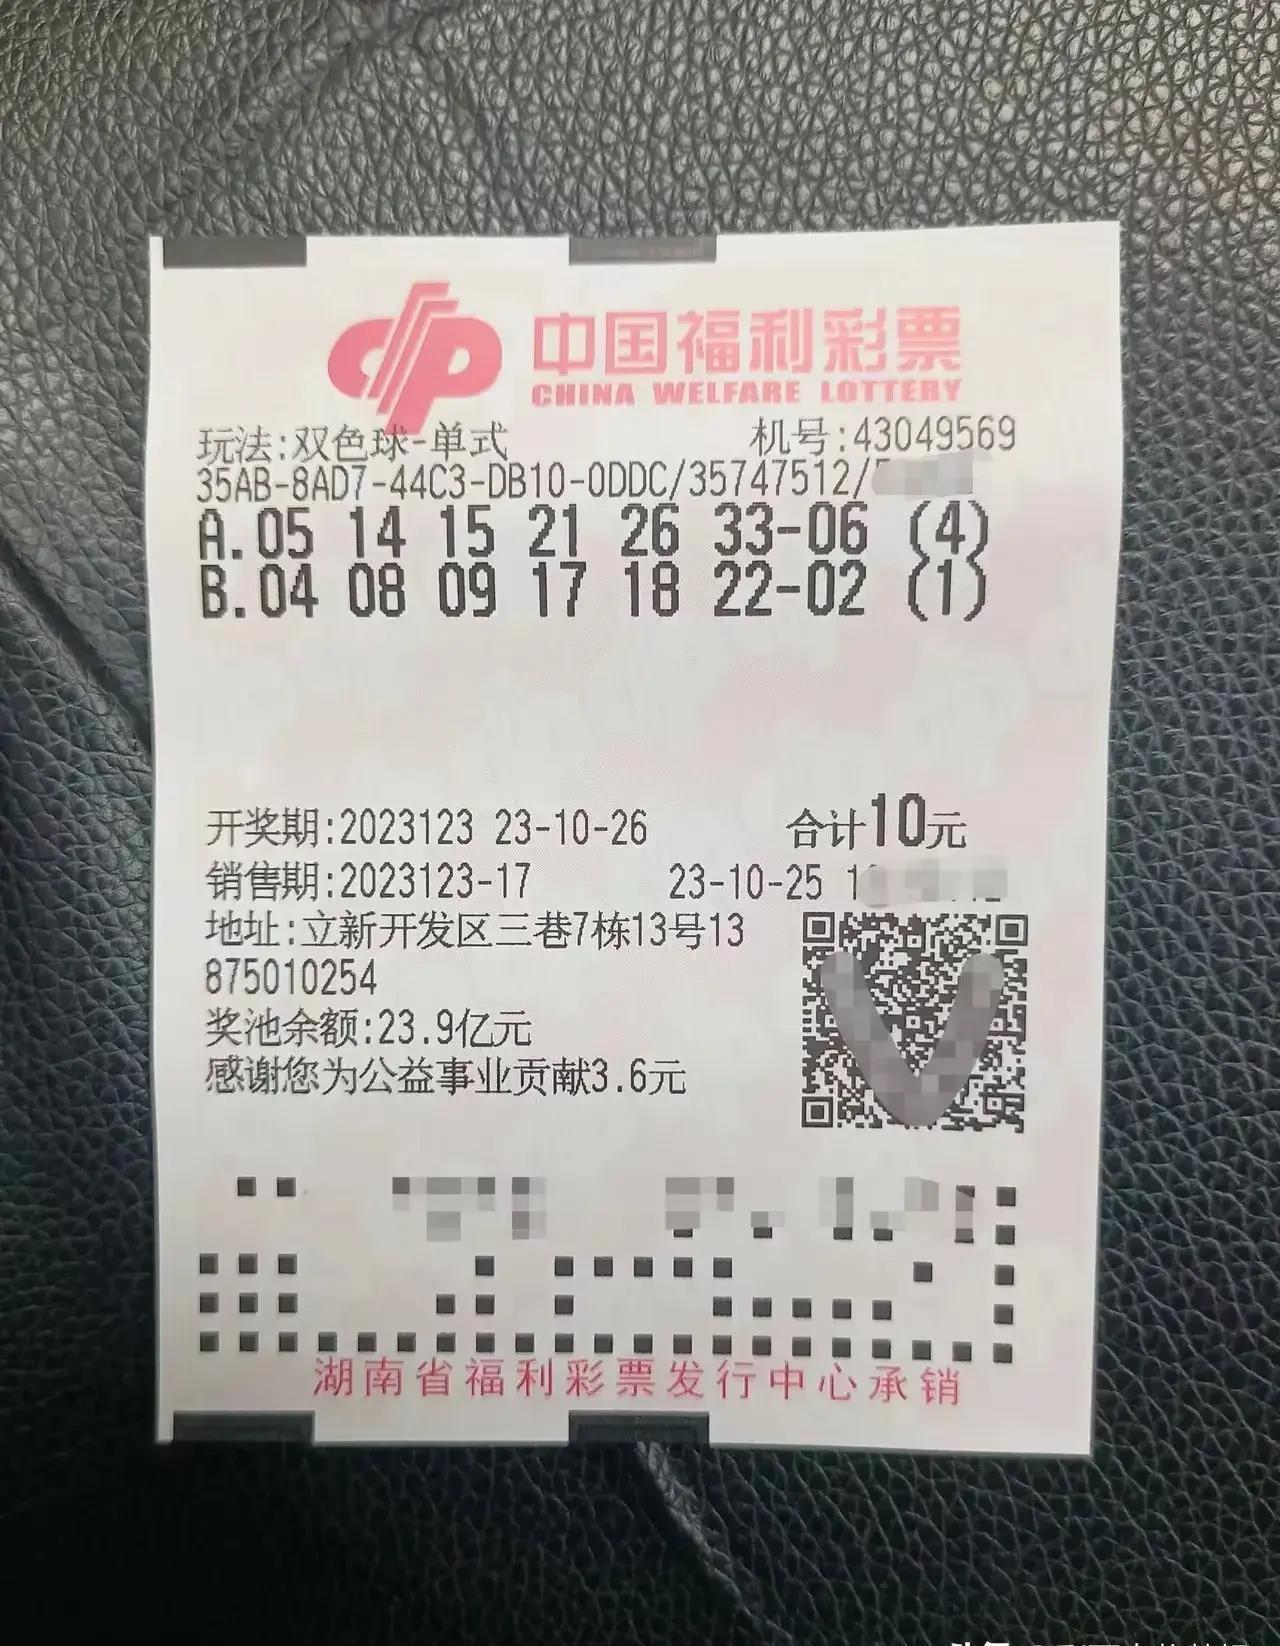 中国福利彩票
CHINA WELFARE LOTTERY
玩法:双色球-单式 机号:43049569
35AB-8AD7-44C3-DB10-0DDC/35747512/
A.05 14 15 21 26 33-06 (4)
B.04 08 09 17 18 22-02 (1)
开奖期:2023123 23-10-26 合计10元
销售期:2023123-17 23-10-25
地址:立新开发区三巷7栋13号13
875010254
奖池余额:23.9亿元
感谢您为公益事业贡献3.6元
湖南省福利彩票发行中心承销